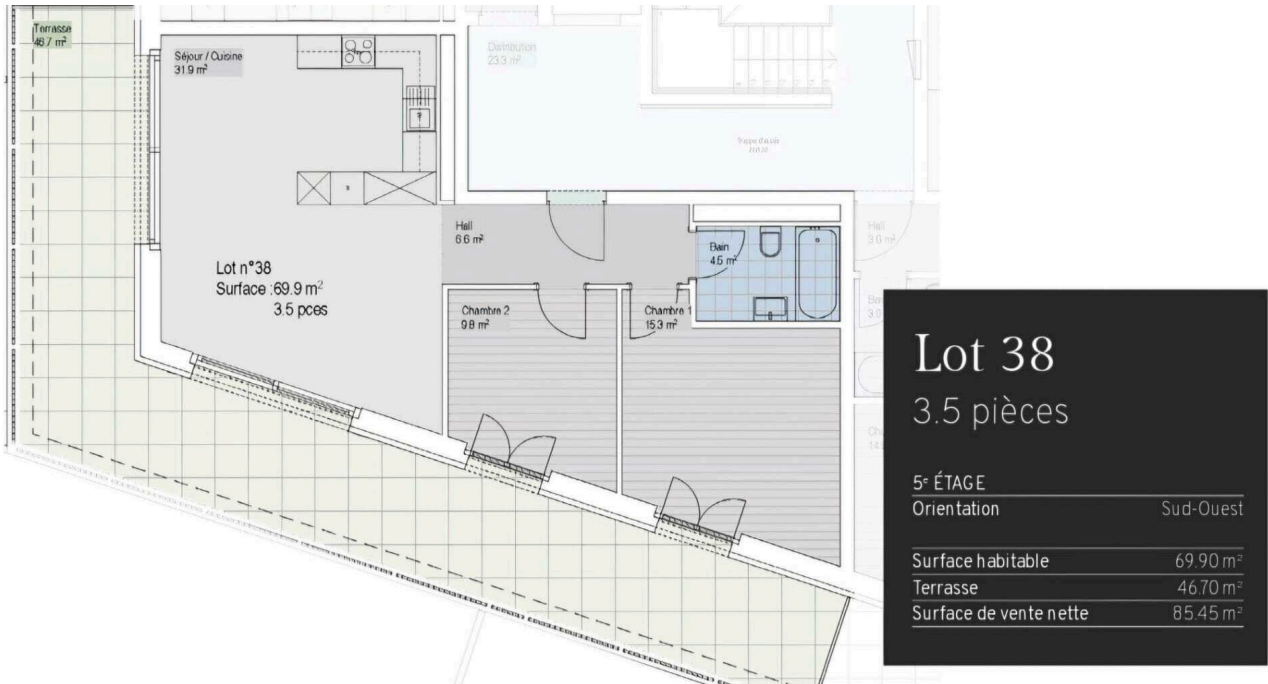 Terrasse
46.7 m²
Séjour / Cuisine
31.9 m²
Distribution
23.3 m²
Hall
6.6 m²
Bain
4.5 m²
Hall
3.0 m²
Lot n°38
Surface :69.9 m²
3.5 pces
Chambre 2
9.8 m²
Chambre 1
15.3 m²
3.0
Lot 38
3.5 pièces
5e ÉTAGE
Orientation Sud-Ouest
Surface habitable 69.90 m²
Terrasse 46.70 m²
Surface de vente nette 85.45 m²